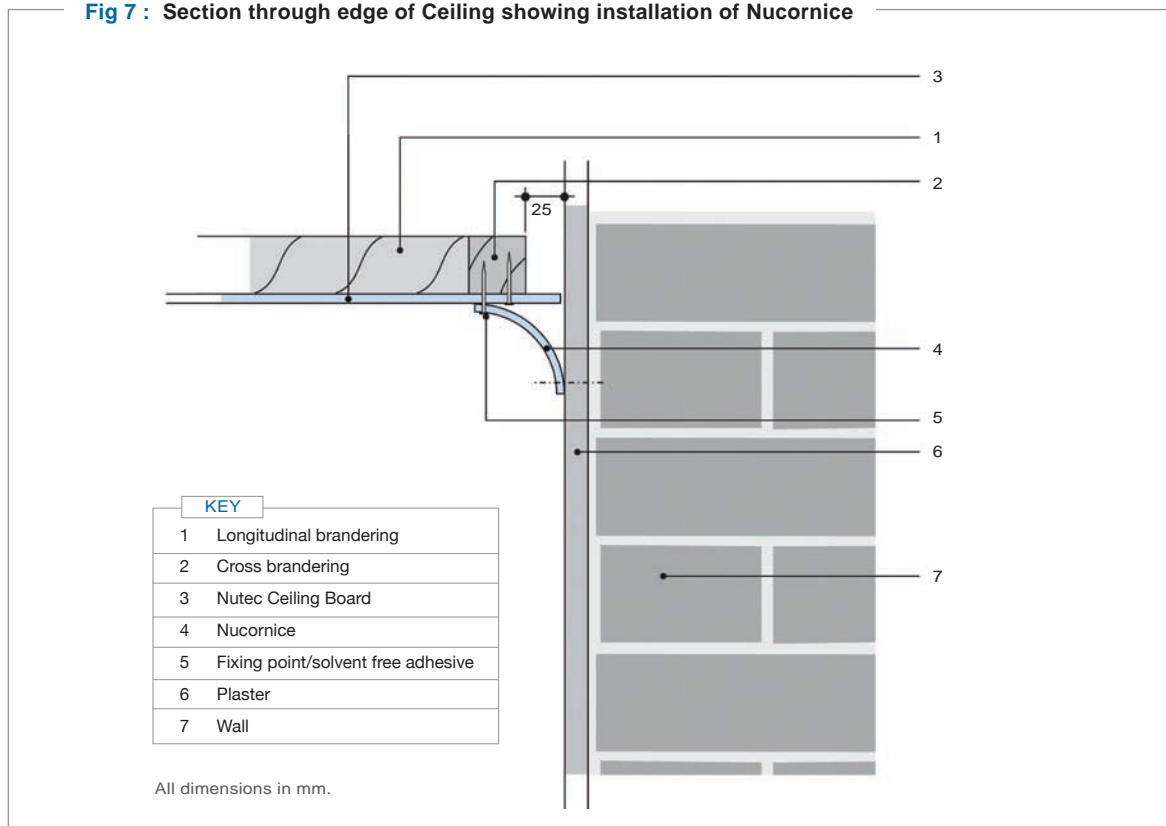 Fig 7 : Section through edge of Ceiling showing installation of Nucornice
3
1
2
25
4
5
6
7
KEY
1 Longitudinal brandering
2 Cross brandering
3 Nutec Ceiling Board
4 Nucornice
5 Fixing point/solvent free adhesive
6 Plaster
7 Wall
All dimensions in mm.